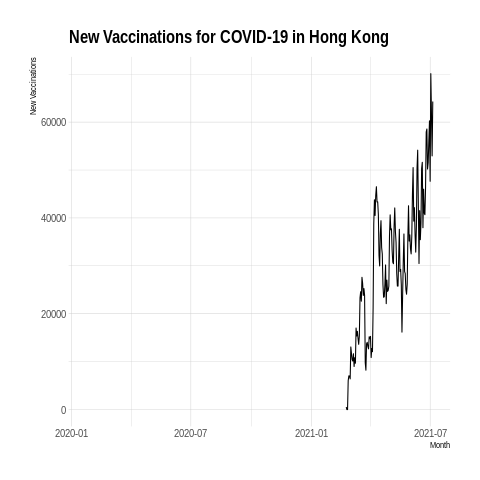 New Vaccinations for COVID-19 in Hong Kong
New Vaccinations
60000
40000
20000
0
2020-01
2020-07
2021-01
2021-07
Month